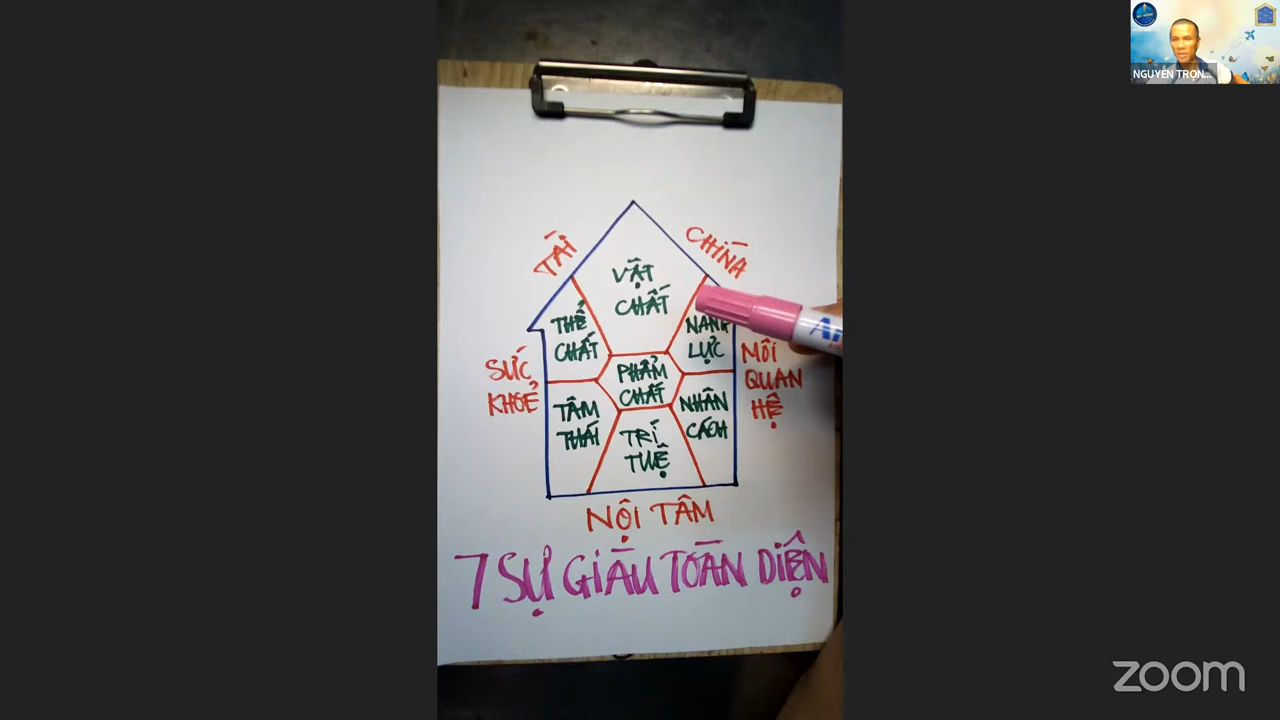 NGUYỄN TRỌN...
TÀI
CHÍNH
VẬT
CHẤT
THỂ
CHẤT
NĂNG
LỰC
SỨC
KHOẺ
MỐI
QUAN
HỆ
PHẨM
CHẤT
TÂM
THÁI
NHÂN
CÁCH
TRÍ
TUỆ
NỘI TÂM
7 SỰ GIÀU TOÀN DIỆN
zoom